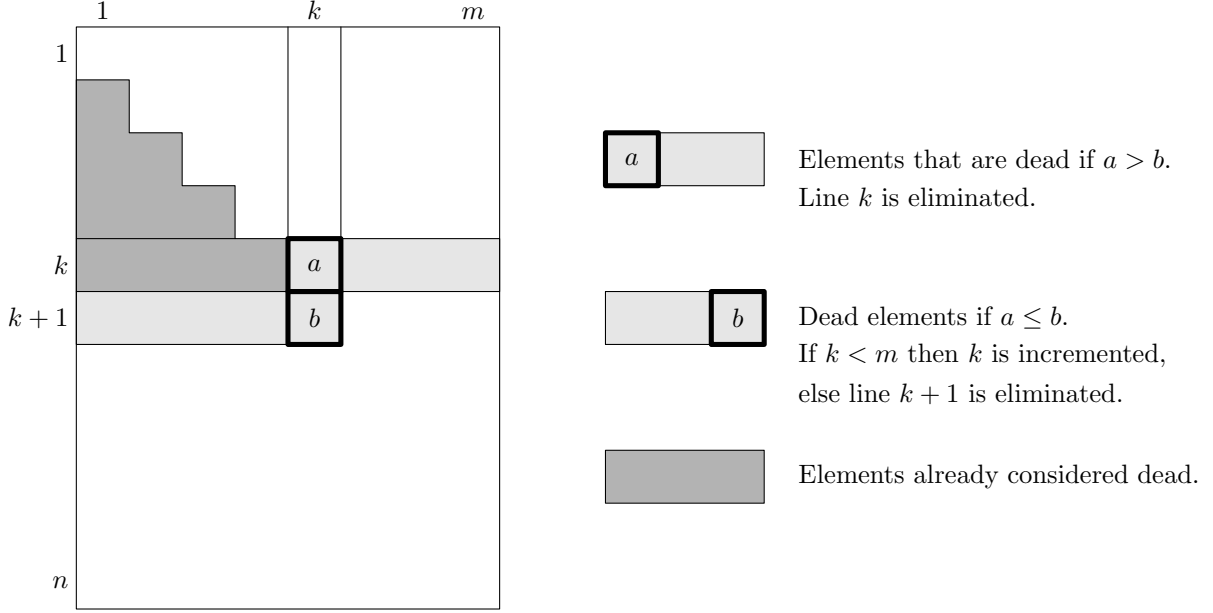 1 k m
1
k
k + 1
n
a
b
a
Elements that are dead if a > b.
Line k is eliminated.
b
Dead elements if a ≤ b.
If k < m then k is incremented,
else line k + 1 is eliminated.
Elements already considered dead.